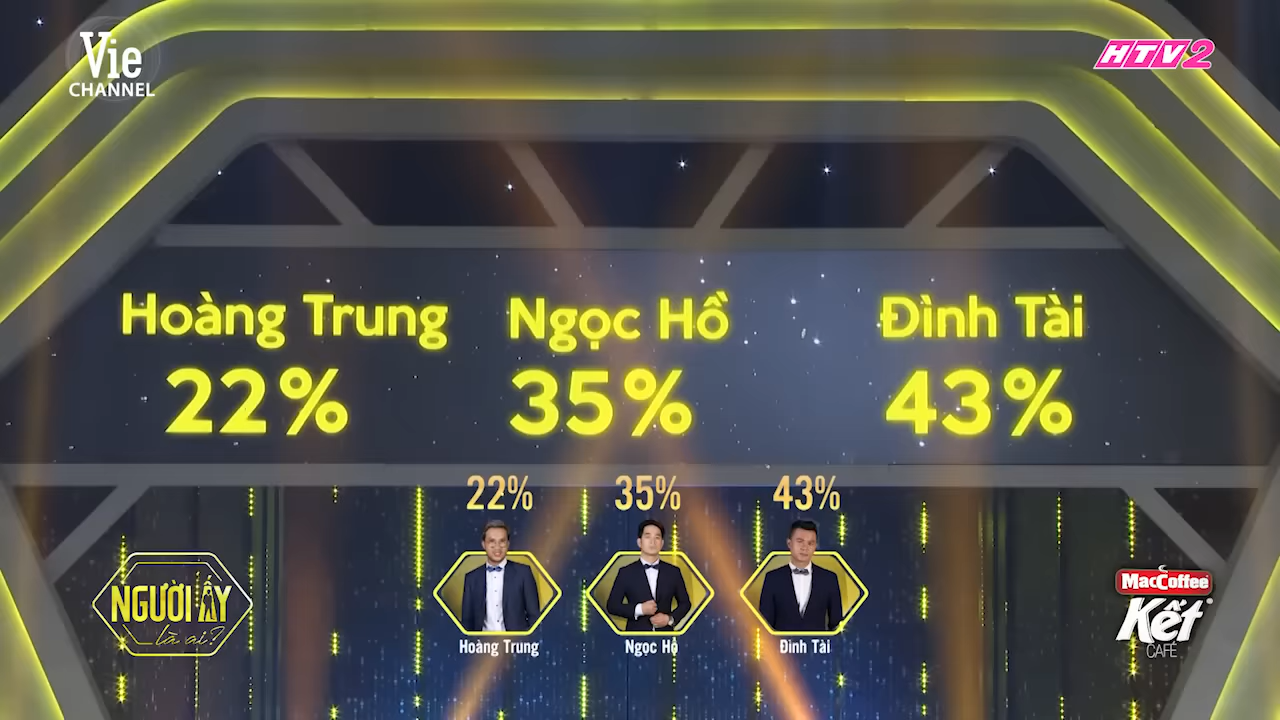 Vie
CHANNEL
HTV2
Hoàng Trung
Ngọc Hồ
Đình Tài
22%
35%
43%
22%
35%
43%
NGƯỜI ẤY
là ai?
Hoàng Trung
Ngọc Hồ
Đình Tài
MacCoffee
Kết
CAFÉ